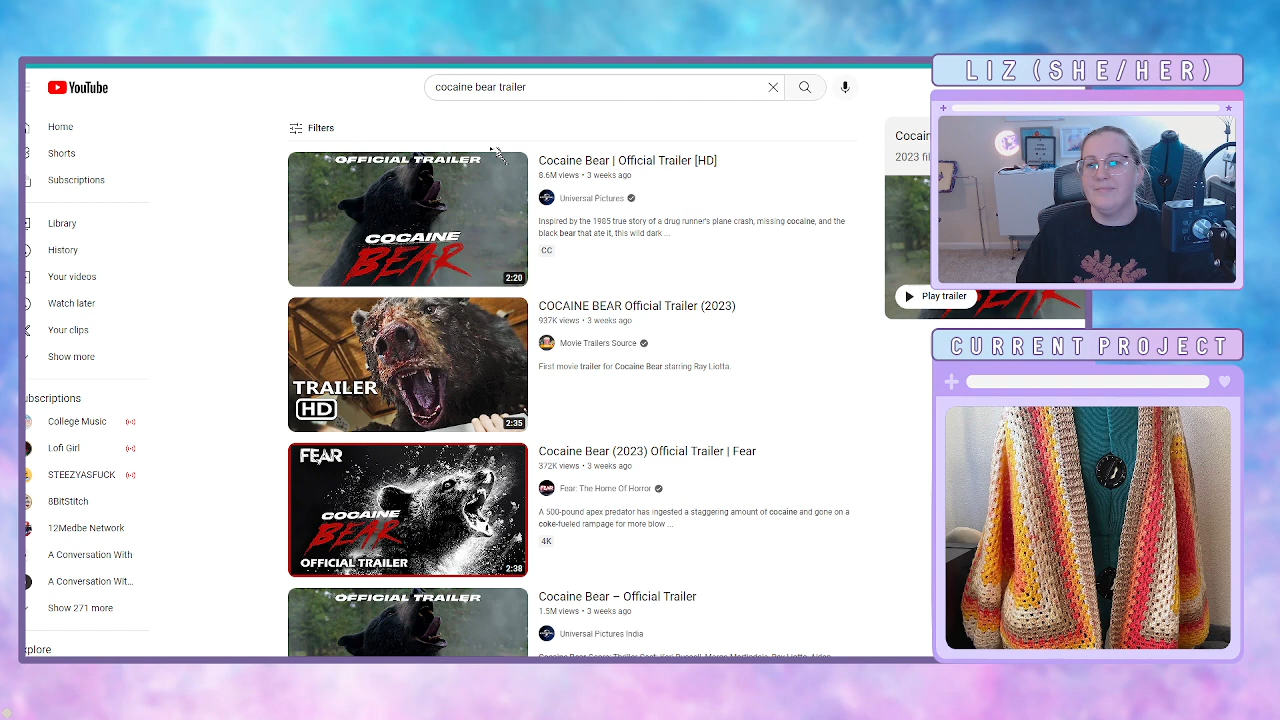 LIZ (SHE/HER)
YouTube
cocaine bear trailer
Home
Shorts
Subscriptions
Library
History
Your videos
Watch later
Your clips
Show more
ubscriptions
College Music
Lofi Girl
STEEZYASFUCK
8BitStitch
12Medbe Network
A Conversation With
A Conversation Wit...
Show 271 more
xplore
Filters
OFFICIAL TRAILER
COCAINE
BEAR
2:20
Cocaine Bear | Official Trailer [HD]
8.6M views • 3 weeks ago
Universal Pictures
Inspired by the 1985 true story of a drug runner's plane crash, missing cocaine, and the
black bear that ate it, this wild dark ...
CC
TRAILER
HD
2:35
COCAINE BEAR Official Trailer (2023)
937K views • 3 weeks ago
Movie Trailers Source
First movie trailer for Cocaine Bear starring Ray Liotta.
FEAR
COCAINE
BEAR
OFFICIAL TRAILER
2:38
Cocaine Bear (2023) Official Trailer | Fear
372K views • 3 weeks ago
Fear: The Home Of Horror
A 500-pound apex predator has ingested a staggering amount of cocaine and gone on a
coke-fueled rampage for more blow ...
4K
OFFICIAL TRAILER
Cocaine Bear – Official Trailer
1.5M views • 3 weeks ago
Universal Pictures India
Cocain
2023 fil
Play trailer
CURRENT PROJECT